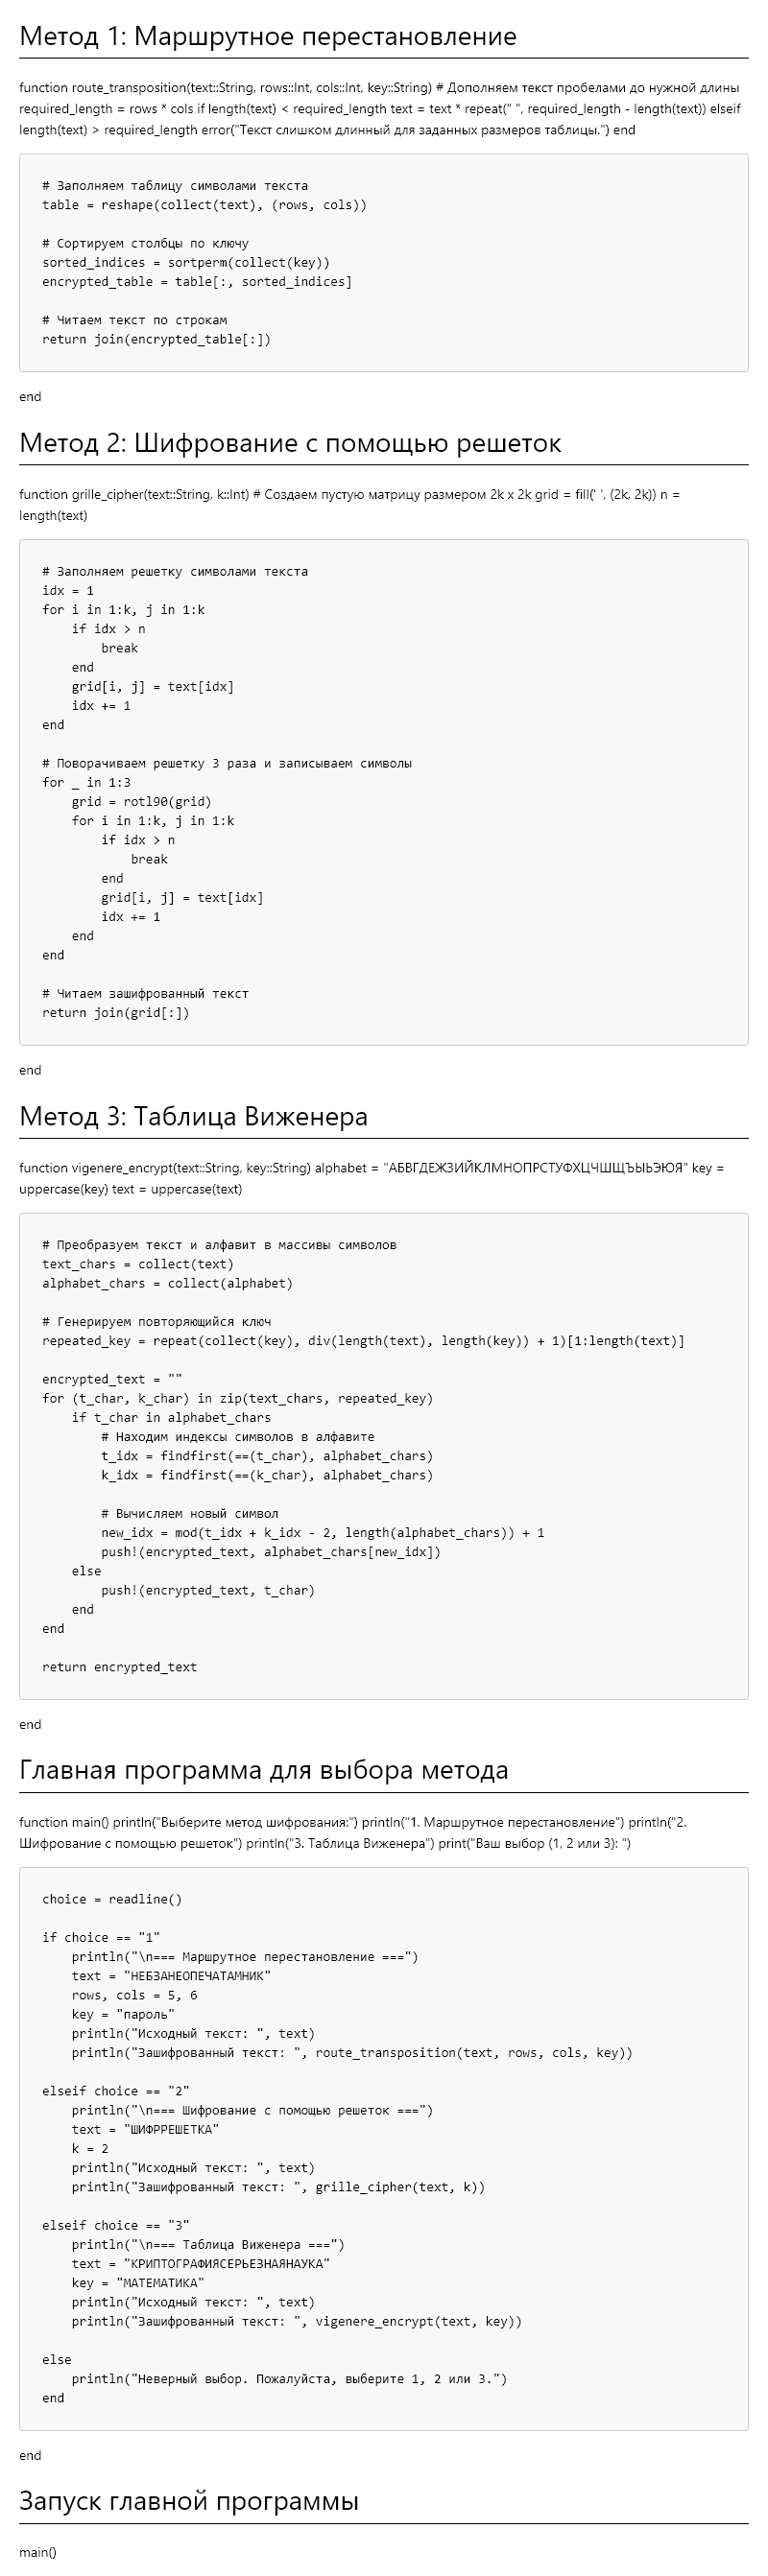 Метод 1: Маршрутное перестановление
function route_transposition(text::String, rows::Int, cols::Int, key::String) # Дополняем текст пробелами до нужной длины
required_length = rows * cols if length(text) < required_length text = text * repeat(" ", required_length - length(text)) elseif
length(text) > required_length error("Текст слишком длинный для заданных размеров таблицы.") end
# Заполняем таблицу символами текста
table = reshape(collect(text), (rows, cols))
# Сортируем столбцы по ключу
sorted_indices = sortperm(collect(key))
encrypted_table = table[:, sorted_indices]
# Читаем текст по строкам
return join(encrypted_table[:])
end
Метод 2: Шифрование с помощью решеток
function grille_cipher(text::String, k::Int) # Создаем пустую матрицу размером 2k x 2k grid = fill(' ', (2k, 2k)) n =
length(text)
# Заполняем решетку символами текста
idx = 1
for i in 1:k, j in 1:k
    if idx > n
        break
    end
    grid[i, j] = text[idx]
    idx += 1
end
# Поворачиваем решетку 3 раза и записываем символы
for _ in 1:3
    grid = rotl90(grid)
    for i in 1:k, j in 1:k
        if idx > n
            break
        end
        grid[i, j] = text[idx]
        idx += 1
    end
end
# Читаем зашифрованный текст
return join(grid[:])
end
Метод 3: Таблица Виженера
function vigenere_encrypt(text::String, key::String) alphabet = "АБВГДЕЖЗИЙКЛМНОПРСТУФХЦЧШЩЪЫЬЭЮЯ" key =
uppercase(key) text = uppercase(text)
# Преобразуем текст и алфавит в массивы символов
text_chars = collect(text)
alphabet_chars = collect(alphabet)
# Генерируем повторяющийся ключ
repeated_key = repeat(collect(key), div(length(text), length(key)) + 1)[1:length(text)]
encrypted_text = ""
for (t_char, k_char) in zip(text_chars, repeated_key)
    if t_char in alphabet_chars
        # Находим индексы символов в алфавите
        t_idx = findfirst(==(t_char), alphabet_chars)
        k_idx = findfirst(==(k_char), alphabet_chars)
        # Вычисляем новый символ
        new_idx = mod(t_idx + k_idx - 2, length(alphabet_chars)) + 1
        push!(encrypted_text, alphabet_chars[new_idx])
    else
        push!(encrypted_text, t_char)
    end
end
return encrypted_text
end
Главная программа для выбора метода
function main() println("Выберите метод шифрования:") println("1. Маршрутное перестановление") println("2.
Шифрование с помощью решеток") println("3. Таблица Виженера") print("Ваш выбор (1, 2 или 3): ")
choice = readline()
if choice == "1"
    println("\n=== Маршрутное перестановление ===")
    text = "НЕБЗАНЕОПЕЧАТАМНИК"
    rows, cols = 5, 6
    key = "пароль"
    println("Исходный текст: ", text)
    println("Зашифрованный текст: ", route_transposition(text, rows, cols, key))
elseif choice == "2"
    println("\n=== Шифрование с помощью решеток ===")
    text = "ШИФРРЕШЕТКА"
    k = 2
    println("Исходный текст: ", text)
    println("Зашифрованный текст: ", grille_cipher(text, k))
elseif choice == "3"
    println("\n=== Таблица Виженера ===")
    text = "КРИПТОГРАФИЯСЕРЬЕЗНАЯНАУКА"
    key = "МАТЕМАТИКА"
    println("Исходный текст: ", text)
    println("Зашифрованный текст: ", vigenere_encrypt(text, key))
else
    println("Неверный выбор. Пожалуйста, выберите 1, 2 или 3.")
end
end
Запуск главной программы
main()